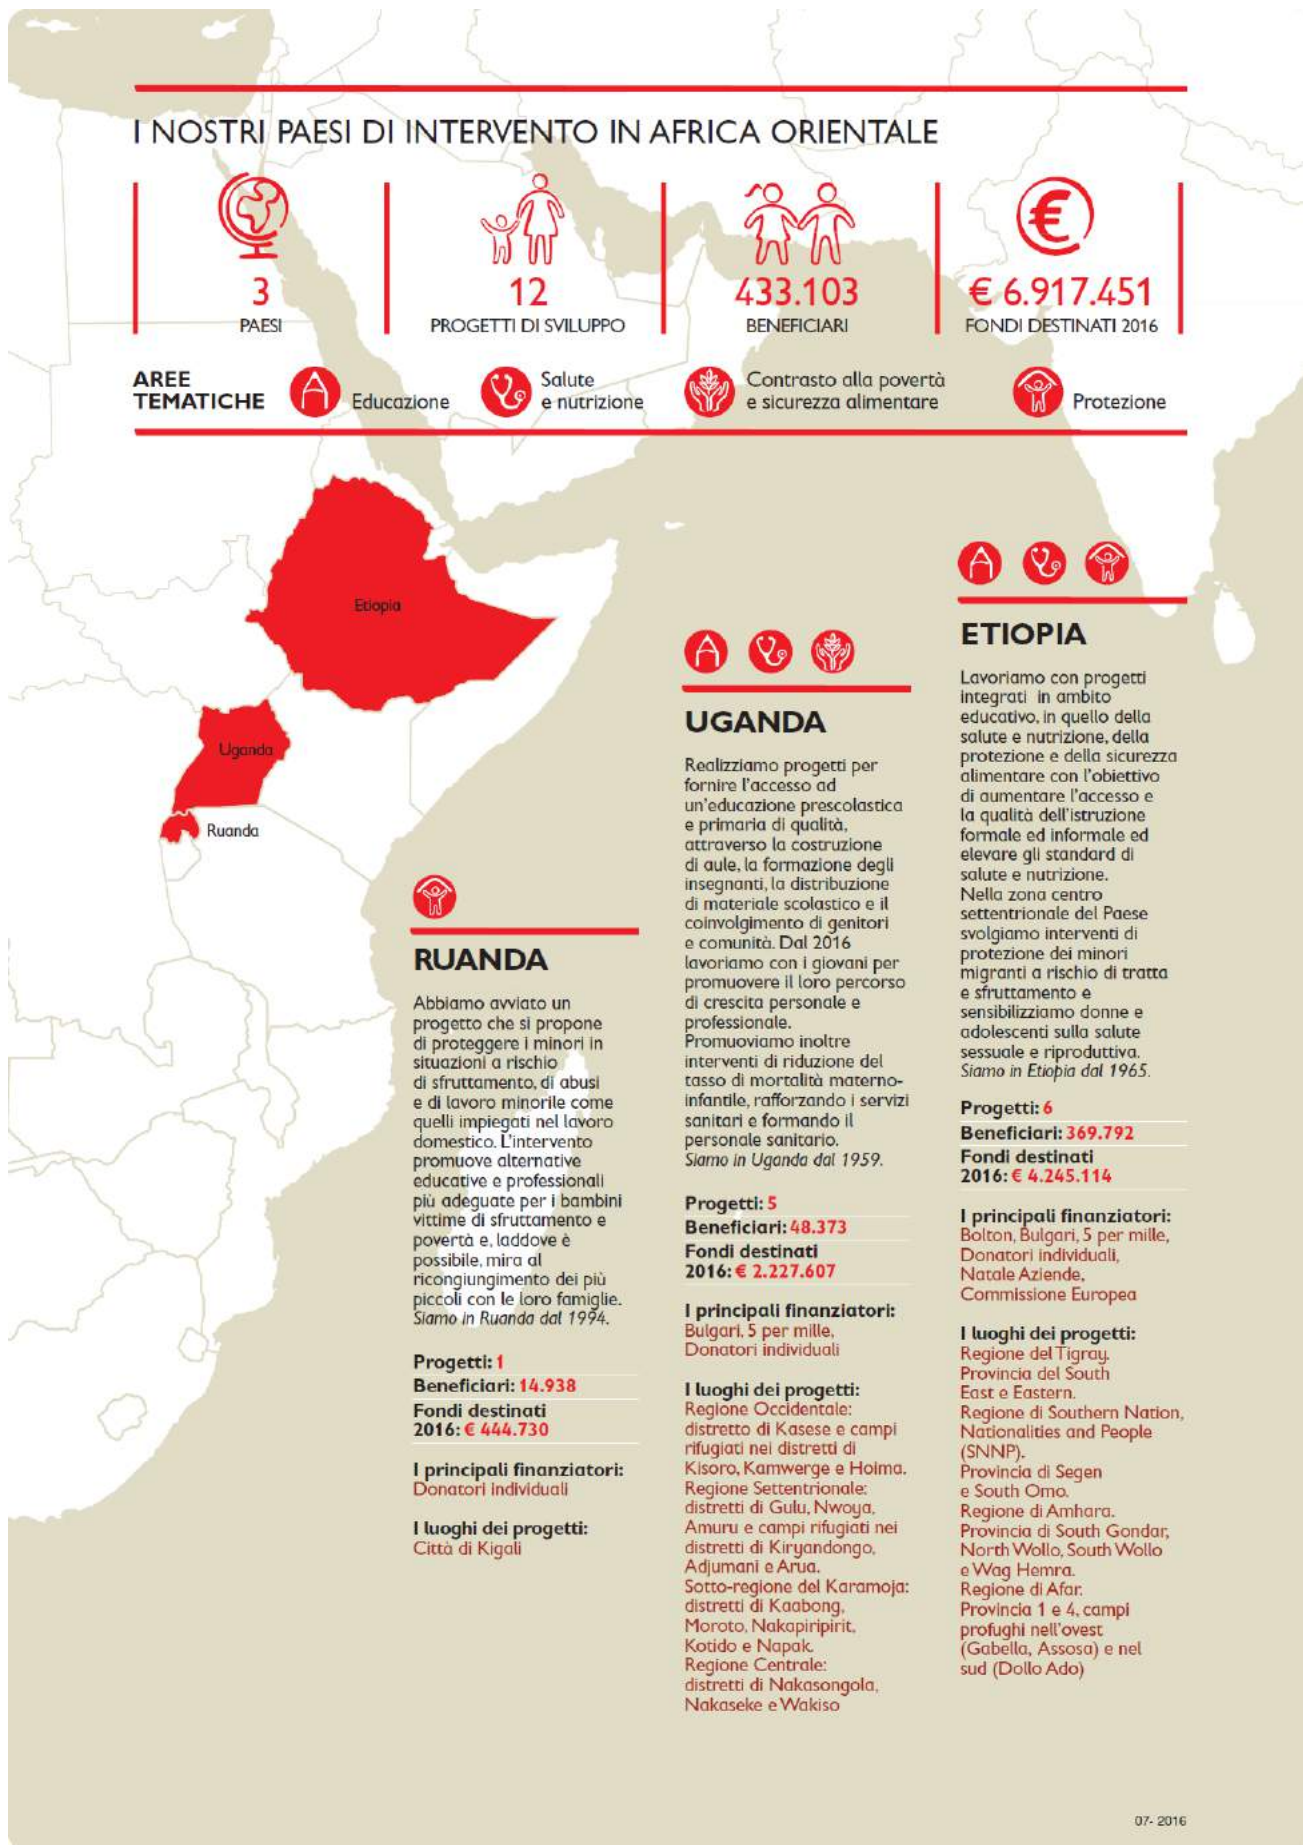 I NOSTRI PAESI DI INTERVENTO IN AFRICA ORIENTALE
3
PAESI
12
PROGETTI DI SVILUPPO
433.103
BENEFICIARI
€ 6.917.451
FONDI DESTINATI 2016
AREE
TEMATICHE
Educazione
Salute
e nutrizione
Contrasto alla povertà
e sicurezza alimentare
Protezione
Etiopia
Uganda
Ruanda
RUANDA
Abbiamo avviato un
progetto che si propone
di proteggere i minori in
situazioni a rischio
di sfruttamento, di abusi
e di lavoro minorile come
quelli impiegati nel lavoro
domestico. L'intervento
promuove alternative
educative e professionali
più adeguate per i bambini
vittime di sfruttamento e
povertà e, laddove è
possibile, mira al
ricongiungimento dei più
piccoli con le loro famiglie.
Siamo in Ruanda dal 1994.
Progetti: 1
Beneficiari: 14.938
Fondi destinati
2016: € 444.730
I principali finanziatori:
Donatori individuali
I luoghi dei progetti:
Città di Kigali
UGANDA
Realizziamo progetti per
fornire l'accesso ad
un'educazione prescolastica
e primaria di qualità,
attraverso la costruzione
di aule, la formazione degli
insegnanti, la distribuzione
di materiale scolastico e il
coinvolgimento di genitori
e comunità. Dal 2016
lavoriamo con i giovani per
promuovere il loro percorso
di crescita personale e
professionale.
Promuoviamo inoltre
interventi di riduzione del
tasso di mortalità materno-
infantile, rafforzando i servizi
sanitari e formando il
personale sanitario.
Siamo in Uganda dal 1959.
Progetti: 5
Beneficiari: 48.373
Fondi destinati
2016: € 2.227.607
I principali finanziatori:
Bulgari, 5 per mille,
Donatori individuali
I luoghi dei progetti:
Regione Occidentale:
distretto di Kasese e campi
rifugiati nei distretti di
Kisoro, Kamwerge e Hoima.
Regione Settentrionale:
distretti di Gulu, Nwoya,
Amuru e campi rifugiati nei
distretti di Kiryandongo,
Adjumani e Arua.
Sotto-regione del Karamoja:
distretti di Kaabong,
Moroto, Nakapiripirit,
Kotido e Napak.
Regione Centrale:
distretti di Nakasongola,
Nakaseke e Wakiso
ETIOPIA
Lavoriamo con progetti
integrati in ambito
educativo, in quello della
salute e nutrizione, della
protezione e della sicurezza
alimentare con l'obiettivo
di aumentare l'accesso e
la qualità dell'istruzione
formale ed informale ed
elevare gli standard di
salute e nutrizione.
Nella zona centro
settentrionale del Paese
svolgiamo interventi di
protezione dei minori
migranti a rischio di tratta
e sfruttamento e
sensibilizziamo donne e
adolescenti sulla salute
sessuale e riproduttiva.
Siamo in Etiopia dal 1965.
Progetti: 6
Beneficiari: 369.792
Fondi destinati
2016: € 4.245.114
I principali finanziatori:
Bolton, Bulgari, 5 per mille,
Donatori individuali,
Natale Aziende,
Commissione Europea
I luoghi dei progetti:
Regione del Tigray.
Provincia del South
East e Eastern.
Regione di Southern Nation,
Nationalities and People
(SNNP).
Provincia di Segen
e South Omo.
Regione di Amhara.
Provincia di South Gondar,
North Wollo, South Wollo
e Wag Hemra.
Regione di Afar.
Provincia 1 e 4, campi
profughi nell'ovest
(Gabella, Assosa) e nel
sud (Dollo Ado)
07- 2016